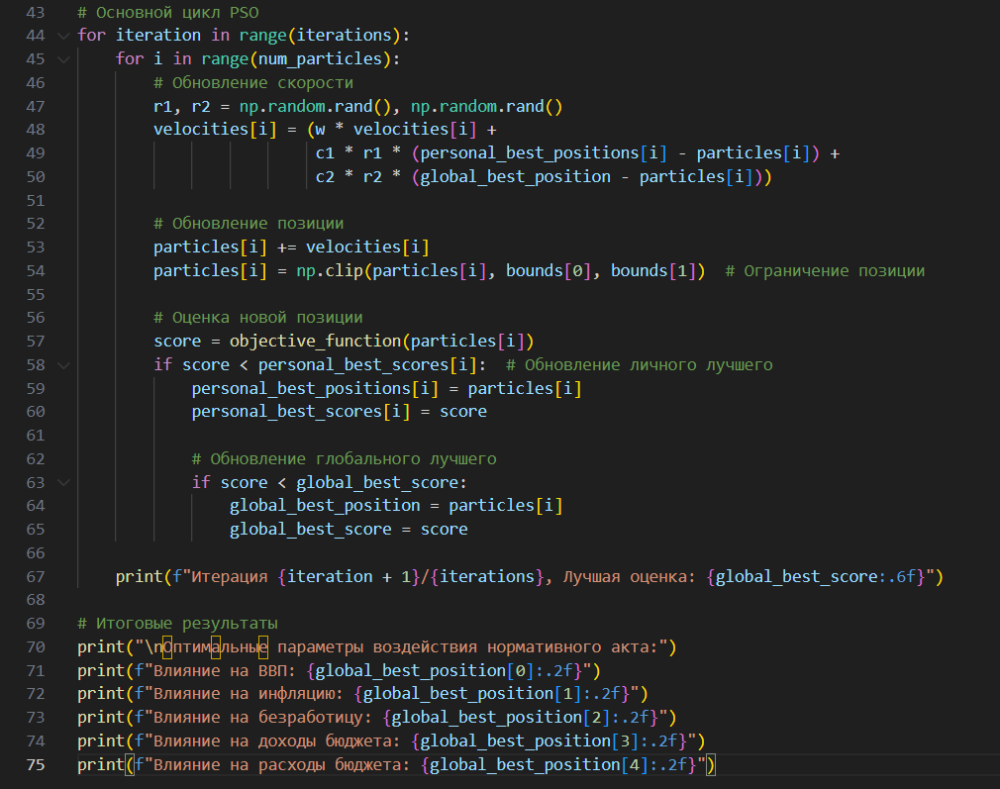 43 # Основной цикл PSO
44 for iteration in range(iterations):
45     for i in range(num_particles):
46         # Обновление скорости
47         r1, r2 = np.random.rand(), np.random.rand()
48         velocities[i] = (w * velocities[i] +
49                          c1 * r1 * (personal_best_positions[i] - particles[i]) +
50                          c2 * r2 * (global_best_position - particles[i]))
51
52         # Обновление позиции
53         particles[i] += velocities[i]
54         particles[i] = np.clip(particles[i], bounds[0], bounds[1])  # Ограничение позиции
55
56         # Оценка новой позиции
57         score = objective_function(particles[i])
58         if score < personal_best_scores[i]:  # Обновление личного лучшего
59             personal_best_positions[i] = particles[i]
60             personal_best_scores[i] = score
61
62             # Обновление глобального лучшего
63             if score < global_best_score:
64                 global_best_position = particles[i]
65                 global_best_score = score
66
67     print(f"Итерация {iteration + 1}/{iterations}, Лучшая оценка: {global_best_score:.6f}")
68
69 # Итоговые результаты
70 print("\nОптимальные параметры воздействия нормативного акта:")
71 print(f"Влияние на ВВП: {global_best_position[0]:.2f}")
72 print(f"Влияние на инфляцию: {global_best_position[1]:.2f}")
73 print(f"Влияние на безработицу: {global_best_position[2]:.2f}")
74 print(f"Влияние на доходы бюджета: {global_best_position[3]:.2f}")
75 print(f"Влияние на расходы бюджета: {global_best_position[4]:.2f}")